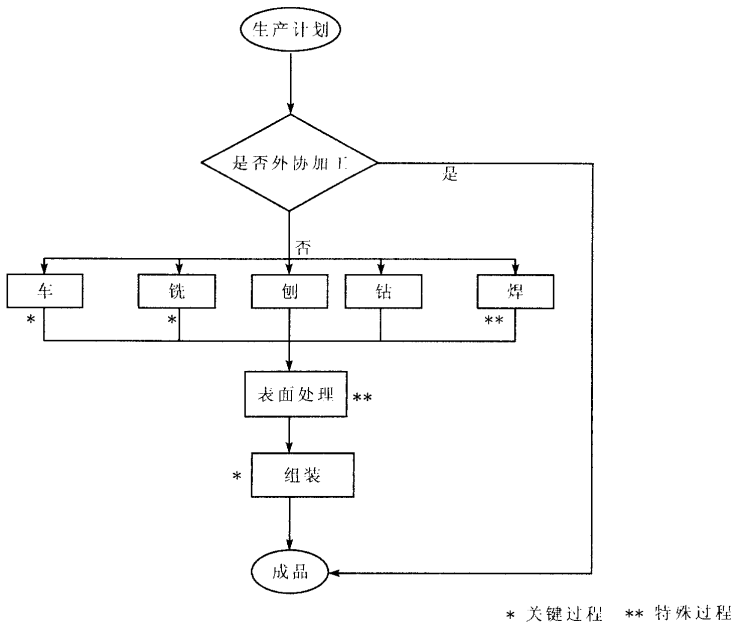 生产计划
是否外协加工
是
否
车
铣
刨
钻
焊
*
*
**
表面处理
**
*
组装
成品
* 关键过程 ** 特殊过程